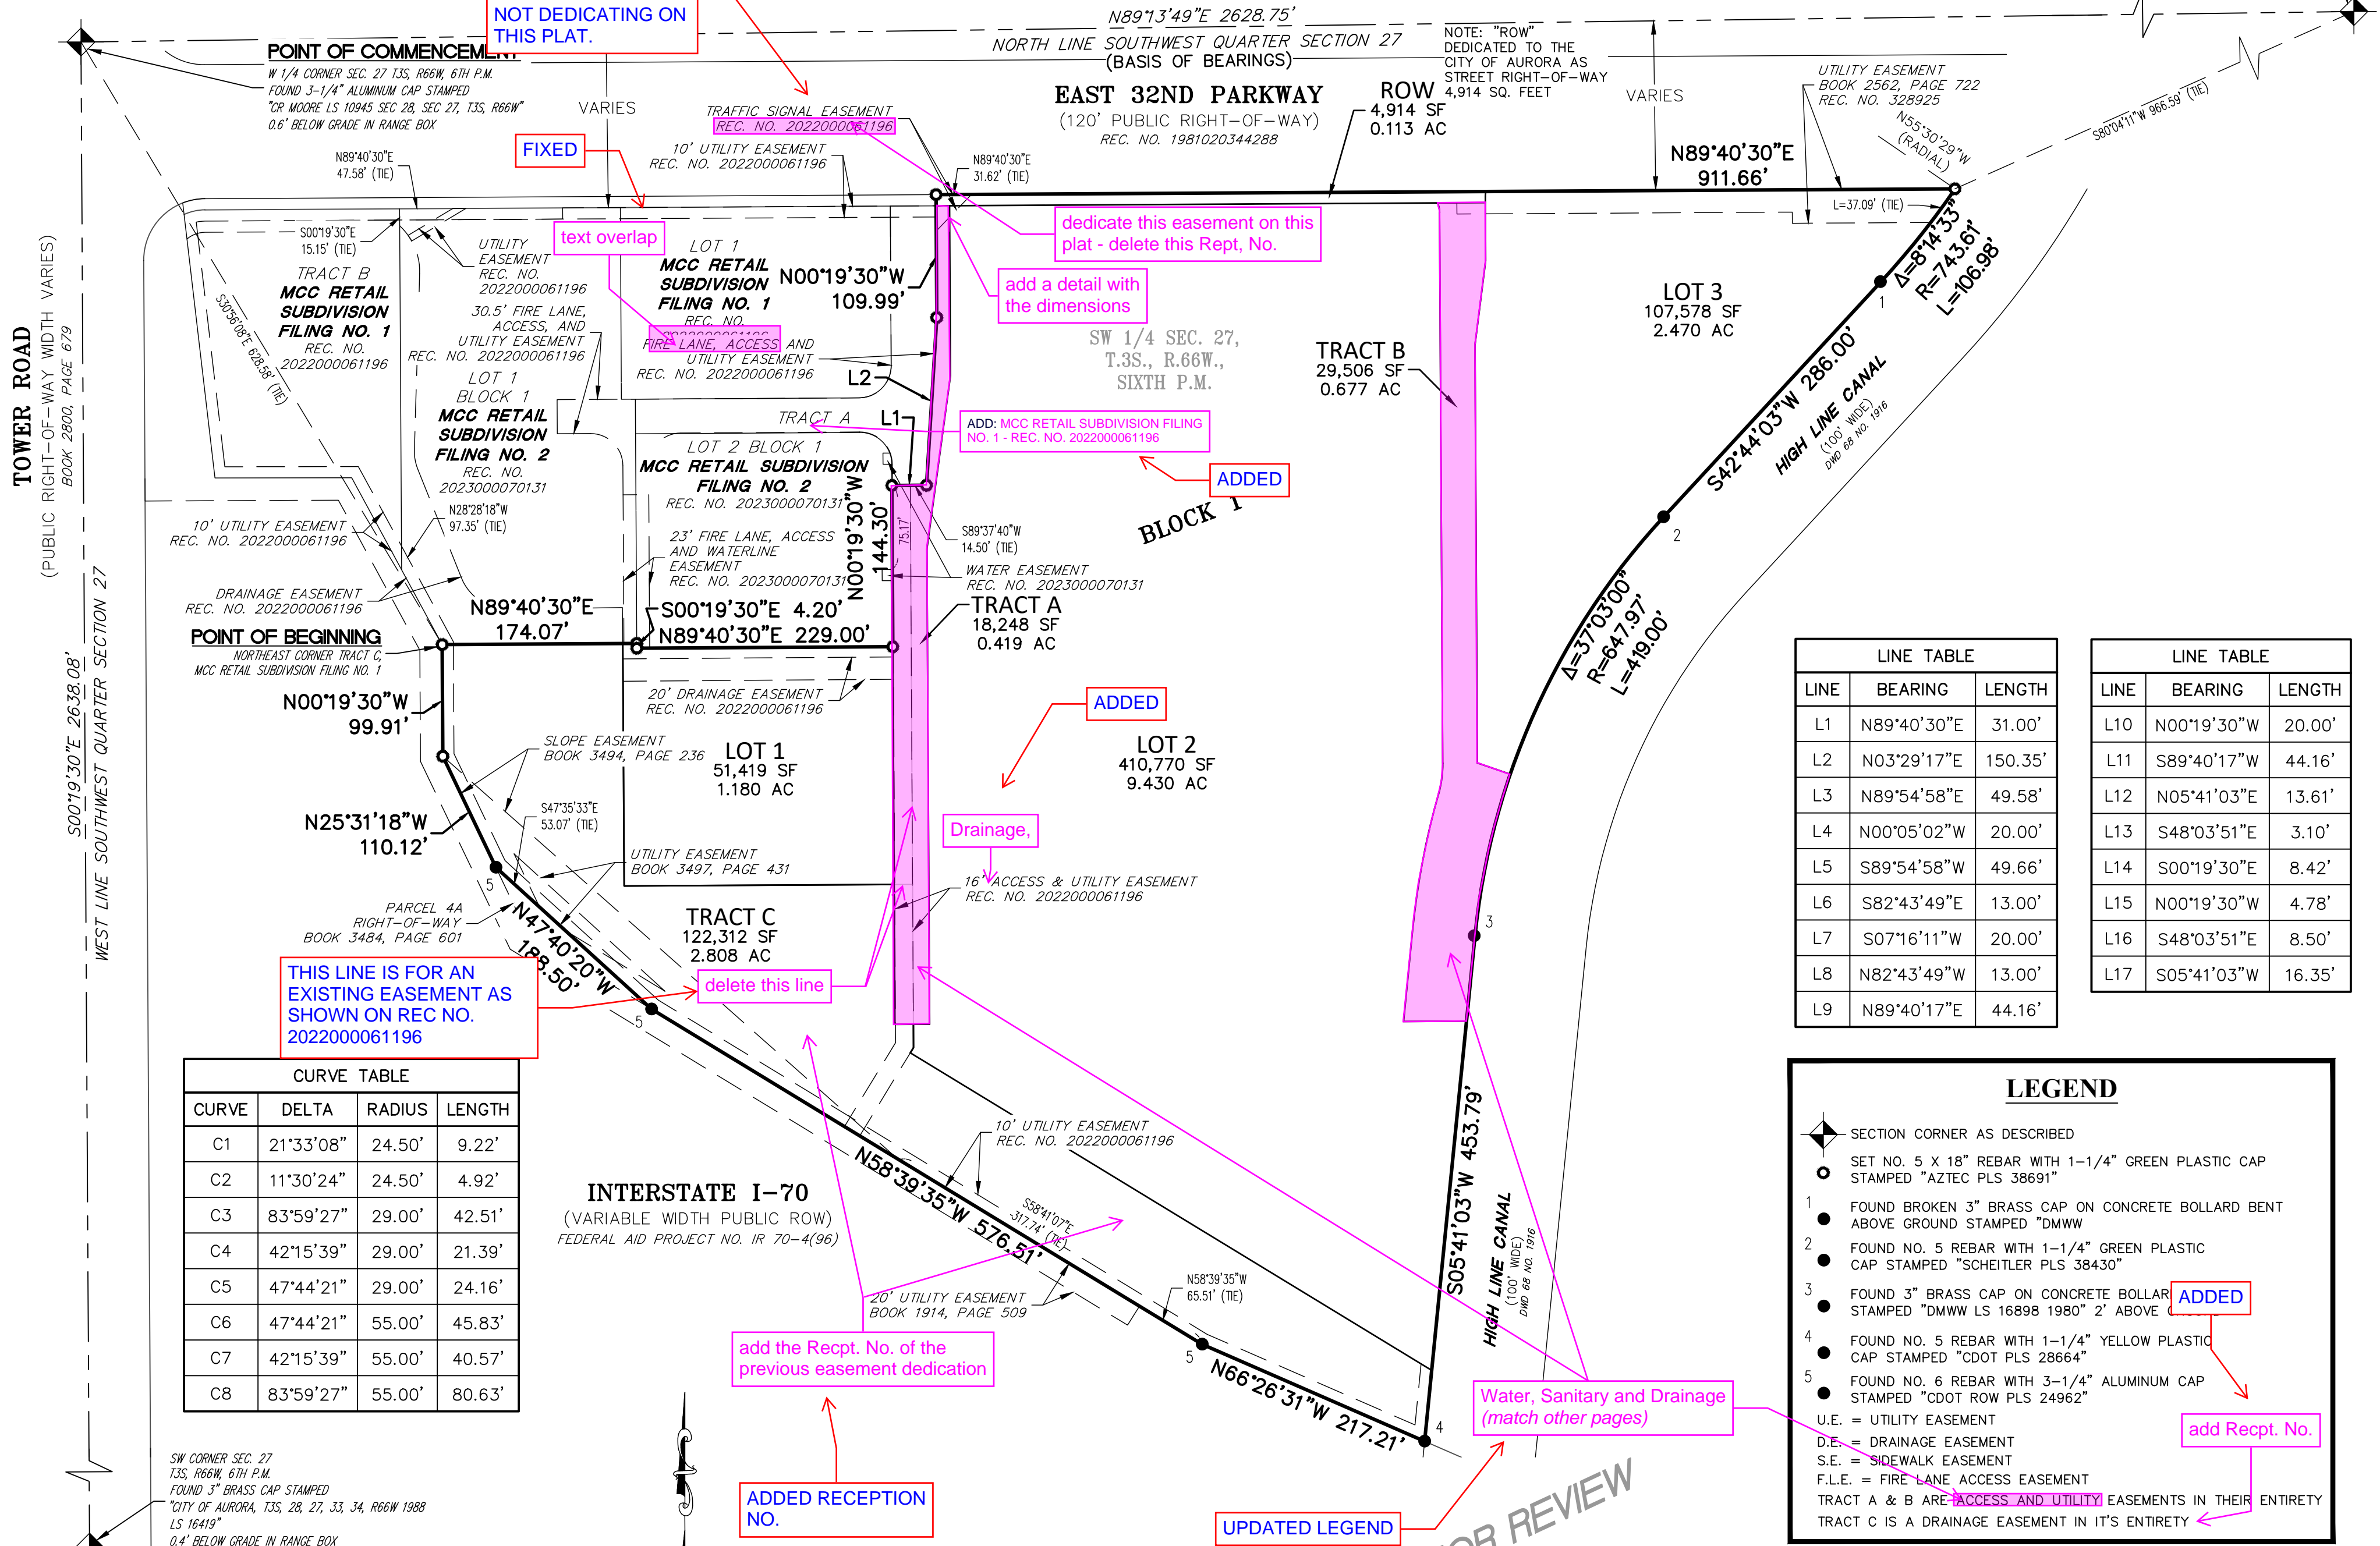 NOT DEDICATING ON
THIS PLAT.
N89°13'49"E 2628.75'
NORTH LINE SOUTHWEST QUARTER SECTION 27
(BASIS OF BEARINGS)
NOTE: "ROW"
DEDICATED TO THE
CITY OF AURORA AS
STREET RIGHT-OF-WAY
4,914 SQ. FEET
POINT OF COMMENCEMENT
W 1/4 CORNER SEC. 27 T3S, R66W, 6TH P.M.
FOUND 3-1/4" ALUMINUM CAP STAMPED
"CR MOORE LS 10945 SEC 28, SEC 27, T3S, R66W"
0.6' BELOW GRADE IN RANGE BOX
VARIES
TRAFFIC SIGNAL EASEMENT
REC. NO. 2022000061196
EAST 32ND PARKWAY
(120' PUBLIC RIGHT-OF-WAY)
REC. NO. 1981020344288
ROW
4,914 SF
0.113 AC
VARIES
UTILITY EASEMENT
BOOK 2562, PAGE 722
REC. NO. 328925
S80°04'11"W 966.59' (TIE)
N55°30'29"W
(RADIAL)
FIXED
10' UTILITY EASEMENT
REC. NO. 2022000061196
N89°40'30"E
47.58' (TIE)
N89°40'30"E
31.62' (TIE)
N89°40'30"E
911.66'
L=37.09' (TIE)
Δ=8°14'33"
R=743.61'
L=106.98'
1
S00°19'30"E
15.15' (TIE)
TRACT B
MCC RETAIL
SUBDIVISION
FILING NO. 1
REC. NO.
2022000061196
UTILITY
EASEMENT
REC. NO.
2022000061196
text overlap
LOT 1
MCC RETAIL
SUBDIVISION
FILING NO. 1
REC. NO.
FIRE LANE, ACCESS AND
UTILITY EASEMENT
REC. NO. 2022000061196
N00°19'30"W
109.99'
dedicate this easement on this
plat - delete this Rept, No.
add a detail with
the dimensions
SW 1/4 SEC. 27,
T.3S., R.66W.,
SIXTH P.M.
TRACT B
29,506 SF
0.677 AC
LOT 3
107,578 SF
2.470 AC
S42°44'03"W 286.00'
HIGH LINE CANAL
(100' WIDE)
DWD 68 NO. 1916
2
TOWER ROAD
(PUBLIC RIGHT-OF-WAY WIDTH VARIES)
BOOK 2800, PAGE 679
S30°56'08"E 628.58' (TIE)
30.5' FIRE LANE,
ACCESS, AND
UTILITY EASEMENT
REC. NO. 2022000061196
LOT 1
BLOCK 1
MCC RETAIL
SUBDIVISION
FILING NO. 2
REC. NO.
2023000070131
L2
L1
TRACT A
ADD: MCC RETAIL SUBDIVISION FILING
NO. 1 - REC. NO. 2022000061196
ADDED
LOT 2 BLOCK 1
MCC RETAIL SUBDIVISION
FILING NO. 2
REC. NO. 2023000070131
BLOCK 1
N28°28'18"W
97.35' (TIE)
10' UTILITY EASEMENT
REC. NO. 2022000061196
23' FIRE LANE, ACCESS
AND WATERLINE
EASEMENT
REC. NO. 2023000070131
N00°19'30"W
144.30'
75.17'
S89°37'40"W
14.50' (TIE)
WATER EASEMENT
REC. NO. 2023000070131
DRAINAGE EASEMENT
REC. NO. 2022000061196
N89°40'30"E
174.07'
S00°19'30"E 4.20'
N89°40'30"E 229.00'
TRACT A
18,248 SF
0.419 AC
POINT OF BEGINNING
NORTHEAST CORNER TRACT C,
MCC RETAIL SUBDIVISION FILING NO. 1
Δ=37°03'00"
R=647.97'
L=419.00'
S00°19'30"E 2638.08'
WEST LINE SOUTHWEST QUARTER SECTION 27
N00°19'30"W
99.91'
20' DRAINAGE EASEMENT
REC. NO. 2022000061196
ADDED
SLOPE EASEMENT
BOOK 3494, PAGE 236
LOT 1
51,419 SF
1.180 AC
LOT 2
410,770 SF
9.430 AC
N25°31'18"W
110.12'
S47°35'33"E
53.07' (TIE)
Drainage,
UTILITY EASEMENT
BOOK 3497, PAGE 431
16' ACCESS & UTILITY EASEMENT
REC. NO. 2022000061196
5
PARCEL 4A
RIGHT-OF-WAY
BOOK 3484, PAGE 601
N47°40'20"W
188.50'
TRACT C
122,312 SF
2.808 AC
3
delete this line
THIS LINE IS FOR AN
EXISTING EASEMENT AS
SHOWN ON REC NO.
2022000061196
5
LINE TABLE
LINE BEARING LENGTH
L1 N89°40'30"E 31.00'
L2 N03°29'17"E 150.35'
L3 N89°54'58"E 49.58'
L4 N00°05'02"W 20.00'
L5 S89°54'58"W 49.66'
L6 S82°43'49"E 13.00'
L7 S07°16'11"W 20.00'
L8 N82°43'49"W 13.00'
L9 N89°40'17"E 44.16'
LINE TABLE
LINE BEARING LENGTH
L10 N00°19'30"W 20.00'
L11 S89°40'17"W 44.16'
L12 N05°41'03"E 13.61'
L13 S48°03'51"E 3.10'
L14 S00°19'30"E 8.42'
L15 N00°19'30"W 4.78'
L16 S48°03'51"E 8.50'
L17 S05°41'03"W 16.35'
CURVE TABLE
CURVE DELTA RADIUS LENGTH
C1 21°33'08" 24.50' 9.22'
C2 11°30'24" 24.50' 4.92'
C3 83°59'27" 29.00' 42.51'
C4 42°15'39" 29.00' 21.39'
C5 47°44'21" 29.00' 24.16'
C6 47°44'21" 55.00' 45.83'
C7 42°15'39" 55.00' 40.57'
C8 83°59'27" 55.00' 80.63'
10' UTILITY EASEMENT
REC. NO. 2022000061196
INTERSTATE I-70
(VARIABLE WIDTH PUBLIC ROW)
FEDERAL AID PROJECT NO. IR 70-4(96)
N58°39'35"W 576.51'
S58°41'07"E
317.74' (TIE)
20' UTILITY EASEMENT
BOOK 1914, PAGE 509
N58°39'35"W
65.51' (TIE)
S05°41'03"W 453.79'
HIGH LINE CANAL
(100' WIDE)
DWD 68 NO. 1916
add the Recpt. No. of the
previous easement dedication
5
N66°26'31"W 217.21'
4
Water, Sanitary and Drainage
(match other pages)
ADDED RECEPTION
NO.
UPDATED LEGEND
OR REVIEW
SW CORNER SEC. 27
T3S, R66W, 6TH P.M.
FOUND 3" BRASS CAP STAMPED
"CITY OF AURORA, T3S, 28, 27, 33, 34, R66W 1988
LS 16419"
0.4' BELOW GRADE IN RANGE BOX
LEGEND
SECTION CORNER AS DESCRIBED
SET NO. 5 X 18" REBAR WITH 1-1/4" GREEN PLASTIC CAP
STAMPED "AZTEC PLS 38691"
1 FOUND BROKEN 3" BRASS CAP ON CONCRETE BOLLARD BENT
ABOVE GROUND STAMPED "DMWW
2 FOUND NO. 5 REBAR WITH 1-1/4" GREEN PLASTIC
CAP STAMPED "SCHEITLER PLS 38430"
3 FOUND 3" BRASS CAP ON CONCRETE BOLLAR
STAMPED "DMWW LS 16898 1980" 2' ABOVE
ADDED
4 FOUND NO. 5 REBAR WITH 1-1/4" YELLOW PLASTIC
CAP STAMPED "CDOT PLS 28664"
5 FOUND NO. 6 REBAR WITH 3-1/4" ALUMINUM CAP
STAMPED "CDOT ROW PLS 24962"
U.E. = UTILITY EASEMENT
add Recpt. No.
D.E. = DRAINAGE EASEMENT
S.E. = SIDEWALK EASEMENT
F.L.E. = FIRE LANE ACCESS EASEMENT
TRACT A & B ARE ACCESS AND UTILITY EASEMENTS IN THEIR ENTIRETY
TRACT C IS A DRAINAGE EASEMENT IN IT'S ENTIRETY